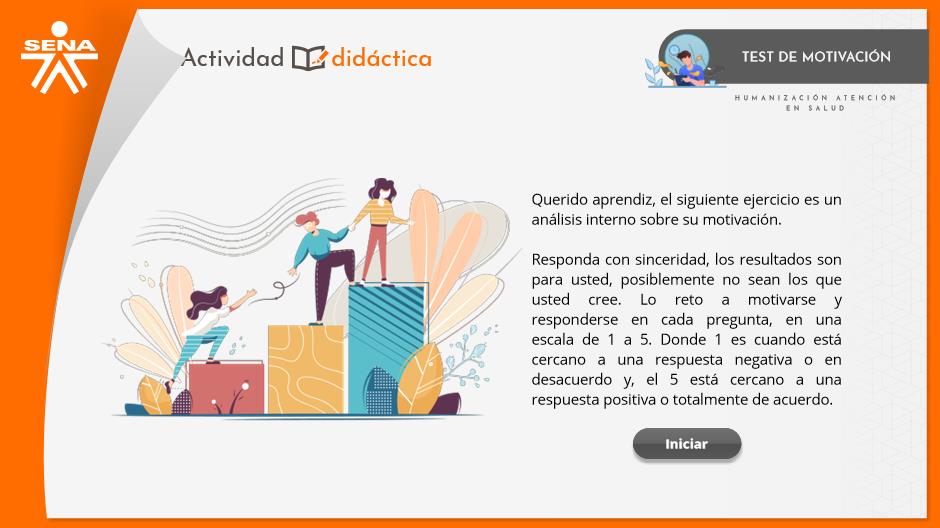 SENA
Actividad didáctica
TEST DE MOTIVACIÓN
HUMANIZACIÓN ATENCIÓN
EN SALUD
Querido aprendiz, el siguiente ejercicio es un
análisis interno sobre su motivación.
Responda con sinceridad, los resultados son
para usted, posiblemente no sean los que
usted cree. Lo reto a motivarse y
responderse en cada pregunta, en una
escala de 1 a 5. Donde 1 es cuando está
cercano a una respuesta negativa o en
desacuerdo y, el 5 está cercano a una
respuesta positiva o totalmente de acuerdo.
Iniciar